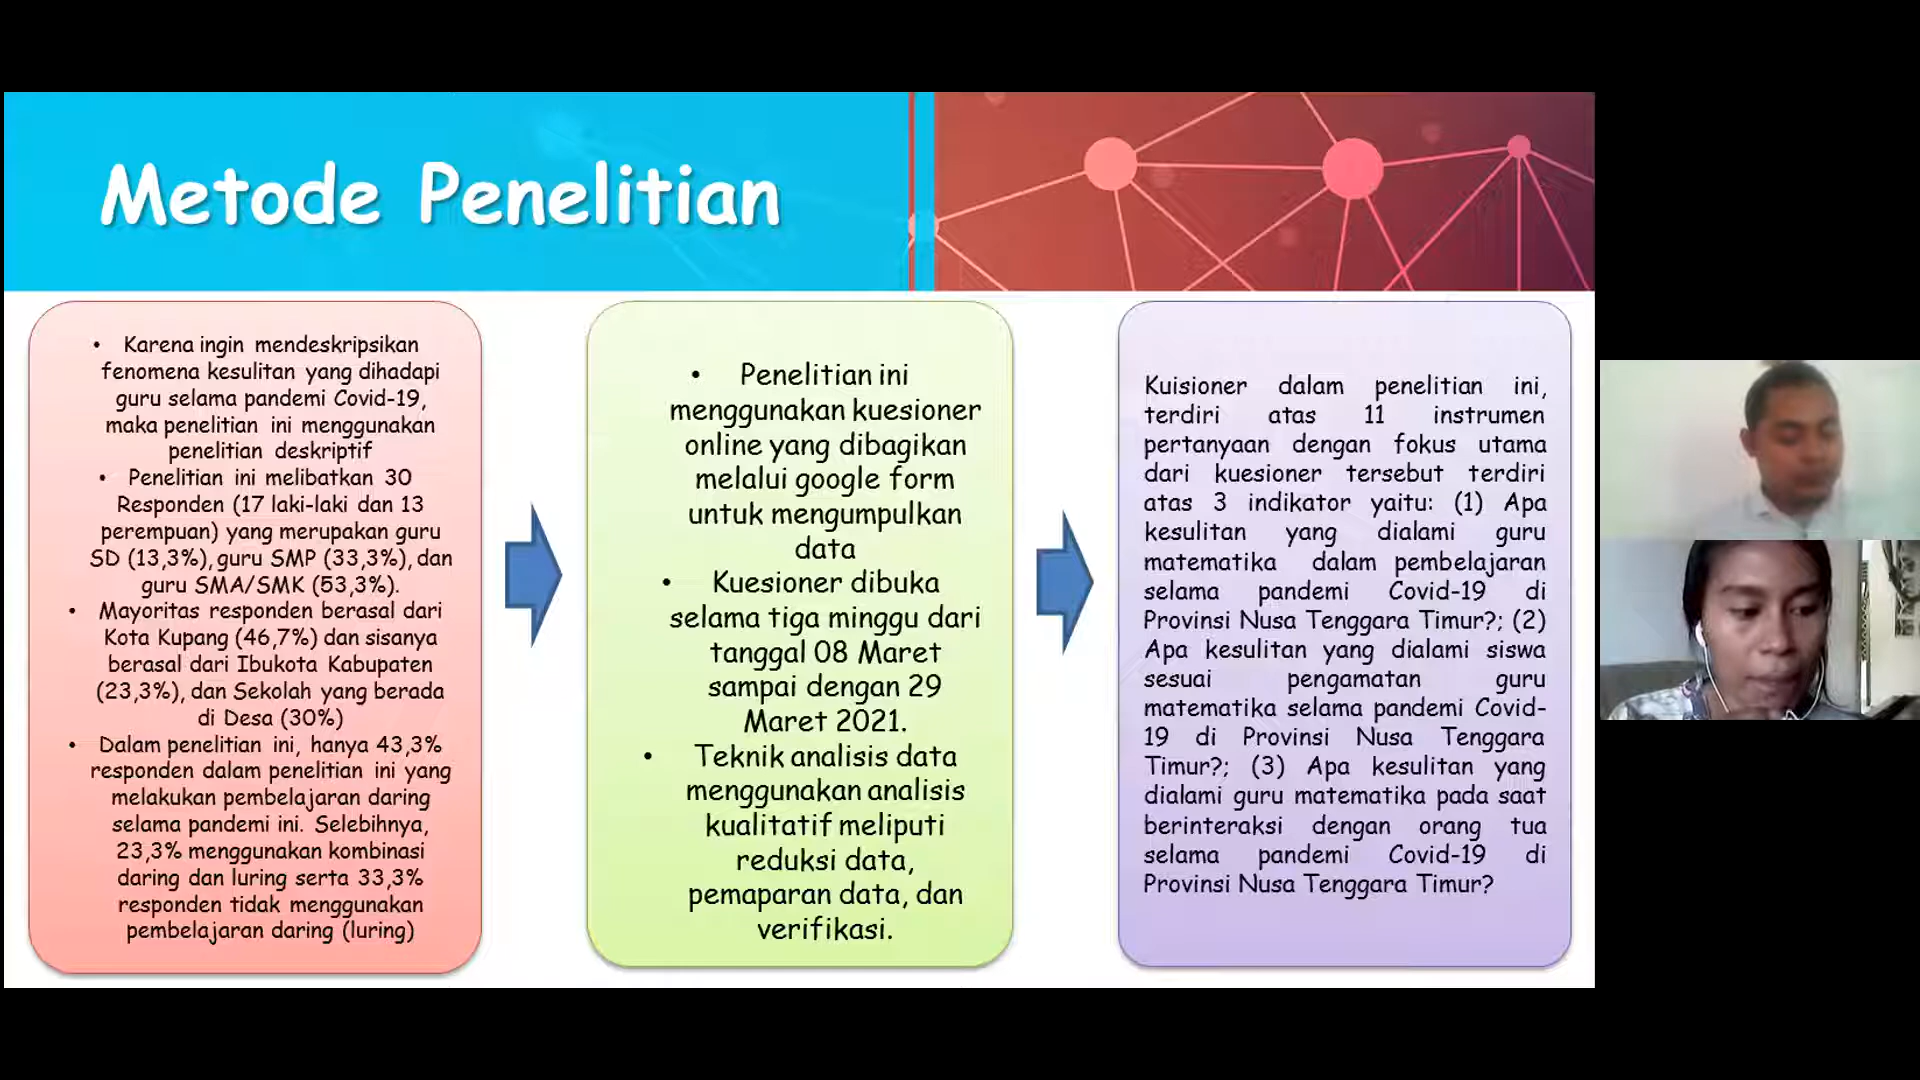 Metode Penelitian
• Karena ingin mendeskripsikan
fenomena kesulitan yang dihadapi
guru selama pandemi Covid-19,
maka penelitian ini menggunakan
penelitian deskriptif
• Penelitian ini melibatkan 30
Responden (17 laki-laki dan 13
perempuan) yang merupakan guru
SD (13,3%), guru SMP (33,3%), dan
guru SMA/SMK (53,3%).
• Mayoritas responden berasal dari
Kota Kupang (46,7%) dan sisanya
berasal dari Ibukota Kabupaten
(23,3%), dan Sekolah yang berada
di Desa (30%)
• Dalam penelitian ini, hanya 43,3%
responden dalam penelitian ini yang
melakukan pembelajaran daring
selama pandemi ini. Selebihnya,
23,3% menggunakan kombinasi
daring dan luring serta 33,3%
responden tidak menggunakan
pembelajaran daring (luring)
• Penelitian ini
menggunakan kuesioner
online yang dibagikan
melalui google form
untuk mengumpulkan
data
• Kuesioner dibuka
selama tiga minggu dari
tanggal 08 Maret
sampai dengan 29
Maret 2021.
• Teknik analisis data
menggunakan analisis
kualitatif meliputi
reduksi data,
pemaparan data, dan
verifikasi.
Kuisioner dalam penelitian ini,
terdiri atas 11 instrumen
pertanyaan dengan fokus utama
dari kuesioner tersebut terdiri
atas 3 indikator yaitu: (1) Apa
kesulitan yang dialami guru
matematika dalam pembelajaran
selama pandemi Covid-19 di
Provinsi Nusa Tenggara Timur?; (2)
Apa kesulitan yang dialami siswa
sesuai pengamatan guru
matematika selama pandemi Covid-
19 di Provinsi Nusa Tenggara
Timur?; (3) Apa kesulitan yang
dialami guru matematika pada saat
berinteraksi dengan orang tua
selama pandemi Covid-19 di
Provinsi Nusa Tenggara Timur?